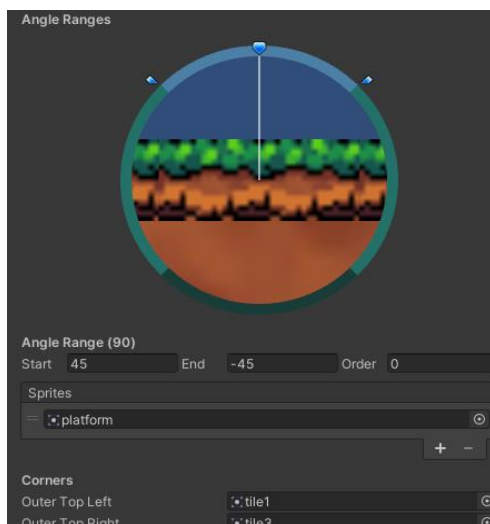 Angle Ranges
Angle Range (90)
Start 45 End -45 Order 0
Sprites
platform
Corners
Outer Top Left tile1
Outer Top Right tile3